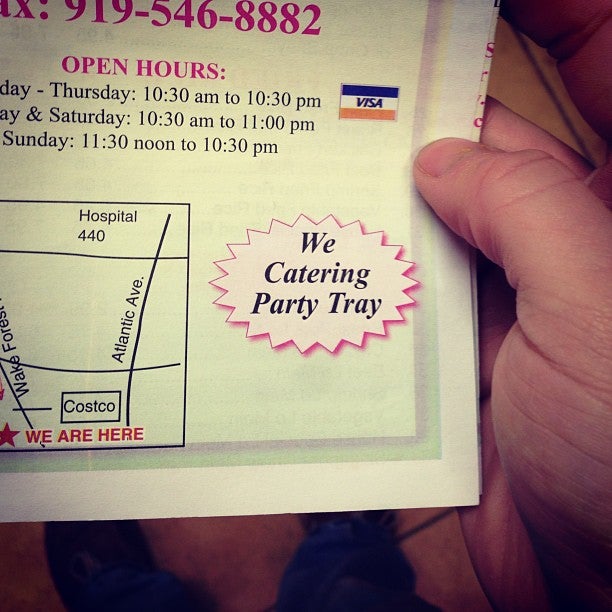 ax: 919-546-8882
OPEN HOURS:
day - Thursday: 10:30 am to 10:30 pm
ay & Saturday: 10:30 am to 11:00 pm
Sunday: 11:30 noon to 10:30 pm
VISA
Hospital
440
Atlantic Ave.
Wake Forest
Costco
WE ARE HERE
We
Catering
Party Tray